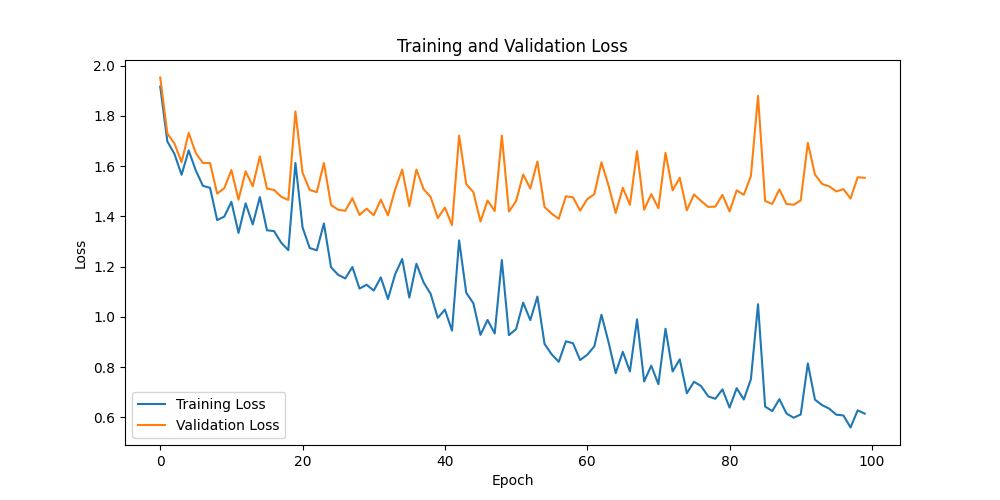 Training and Validation Loss
2.0
1.8
1.6
1.4
1.2
1.0
0.8
0.6
Loss
Training Loss
Validation Loss
0 20 40 60 80 100
Epoch